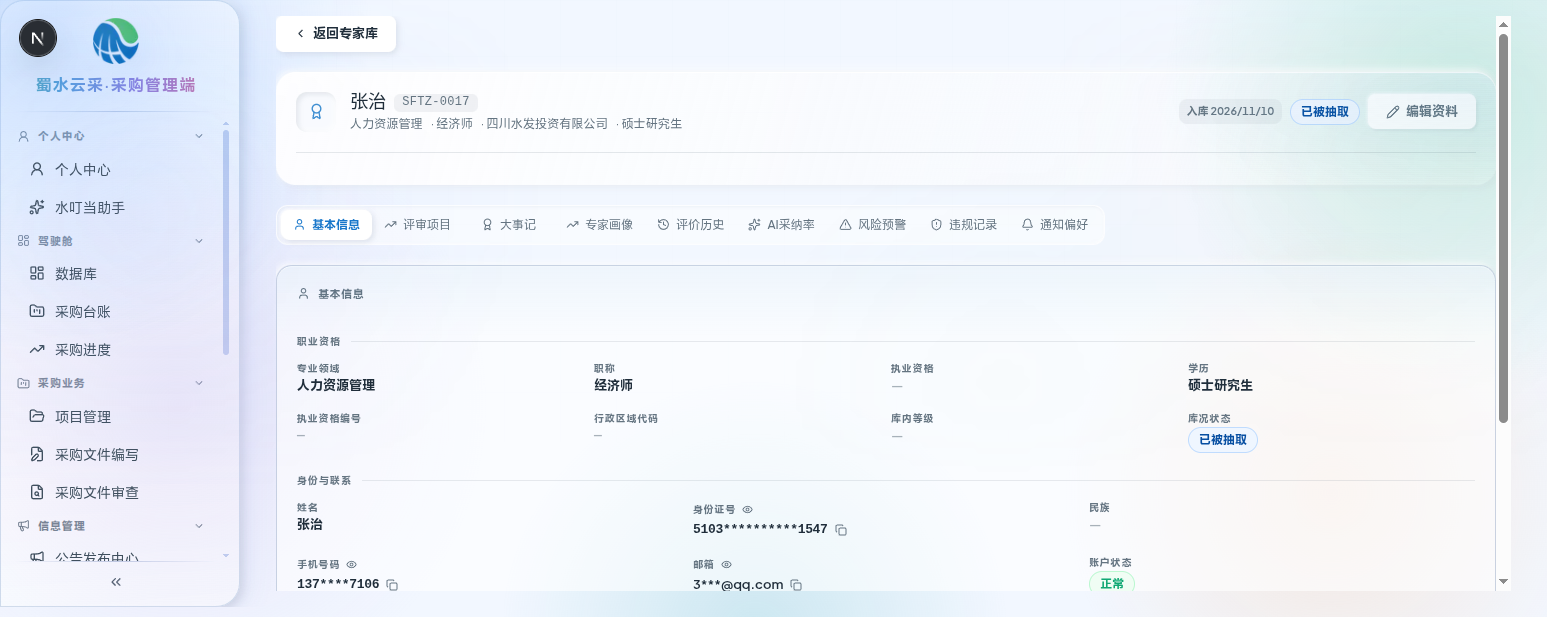 N
蜀水云采·采购管理端
个人中心
个人中心
水叮当助手
驾驶舱
数据库
采购台账
采购进度
采购业务
项目管理
采购文件编写
采购文件审查
信息管理
公告发布中心
返回专家库
张治 SFTZ-0017
人力资源管理 ·经济师 ·四川水发投资有限公司 ·硕士研究生
入库 2026/11/10 已被抽取 编辑资料
基本信息 评审项目 大事记 专家画像 评价历史 AI采纳率 风险预警 违规记录 通知偏好
基本信息
职业资格
专业领域 职称 执业资格 学历
人力资源管理 经济师 — 硕士研究生
执业资格编号 行政区域代码 库内等级 库况状态
— — — 已被抽取
身份与联系
姓名 身份证号 民族
张治 5103**********1547 —
手机号码 邮箱 账户状态
137****7106 3***@qq.com 正常